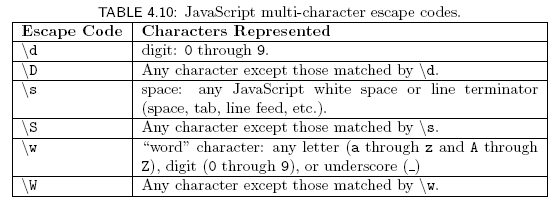 TABLE 4.10: JavaScript multi-character escape codes.
Escape Code Characters Represented
\d digit: 0 through 9.
\D Any character except those matched by \d.
\s space: any JavaScript white space or line terminator
(space, tab, line feed, etc.).
\S Any character except those matched by \s.
\w “word” character: any letter (a through z and A through
Z), digit (0 through 9), or underscore (_)
\W Any character except those matched by \w.